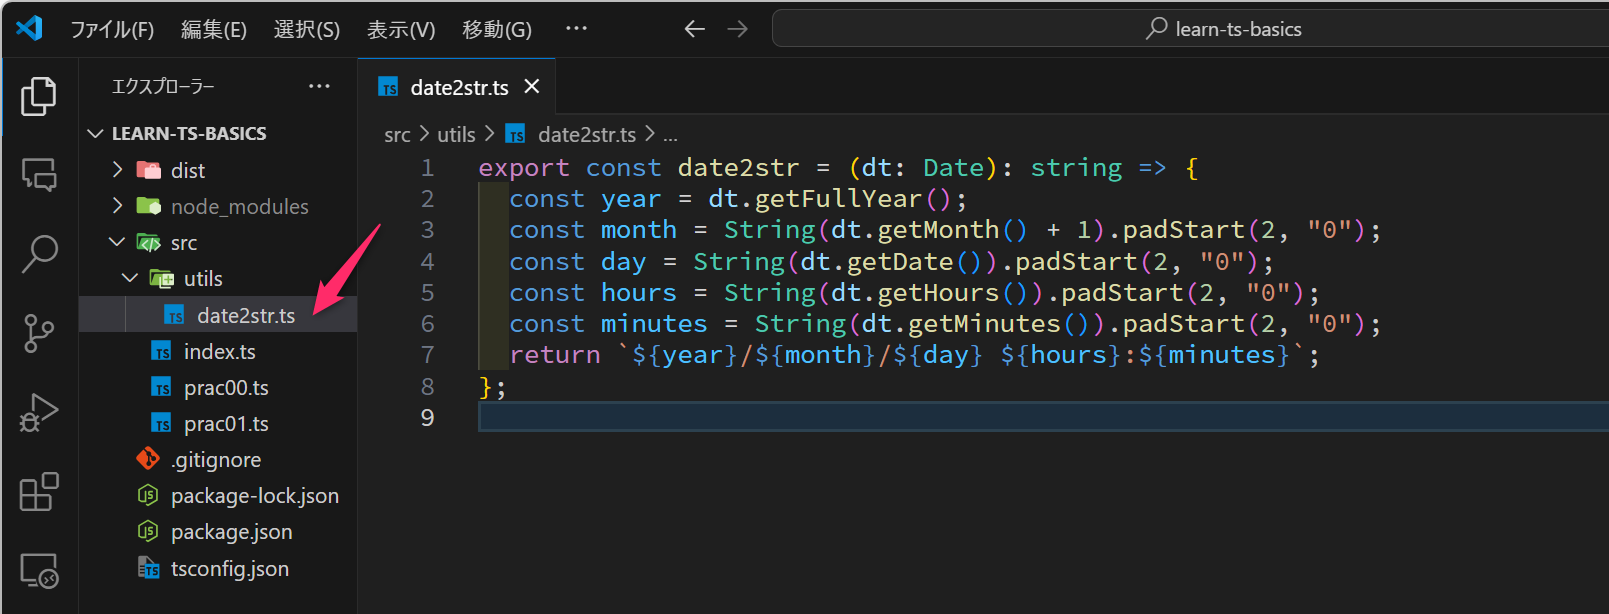 ファイル(F) 編集(E) 選択(S) 表示(V) 移動(G) ··· learn-ts-basics
エクスプローラー ···
LEARN-TS-BASICS
dist
node_modules
src
utils
TS date2str.ts
TS index.ts
TS prac00.ts
TS prac01.ts
.gitignore
JS package-lock.json
JS package.json
TS tsconfig.json
TS date2str.ts
src > utils > TS date2str.ts > ...
1 export const date2str = (dt: Date): string => {
2 const year = dt.getFullYear();
3 const month = String(dt.getMonth() + 1).padStart(2, "0");
4 const day = String(dt.getDate()).padStart(2, "0");
5 const hours = String(dt.getHours()).padStart(2, "0");
6 const minutes = String(dt.getMinutes()).padStart(2, "0");
7 return `${year}/${month}/${day} ${hours}:${minutes}`;
8 };
9